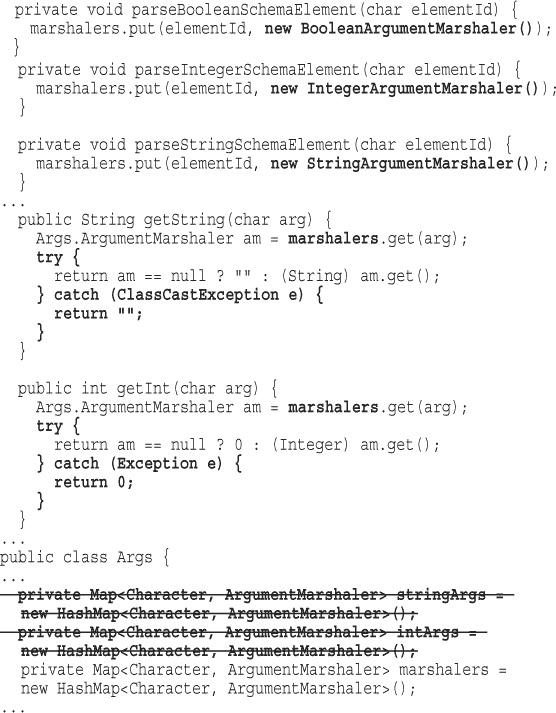 private void parseBooleanSchemaElement(char elementId) {
marshalers.put(elementId, new BooleanArgumentMarshaler());
}
private void parseIntegerSchemaElement(char elementId) {
marshalers.put(elementId, new IntegerArgumentMarshaler());
}
private void parseStringSchemaElement(char elementId) {
marshalers.put(elementId, new StringArgumentMarshaler());
}
...
public String getString(char arg) {
Args.ArgumentMarshaler am = marshalers.get(arg);
try {
return am == null ? "" : (String) am.get();
} catch (ClassCastException e) {
return "";
}
}
public int getInt(char arg) {
Args.ArgumentMarshaler am = marshalers.get(arg);
try {
return am == null ? 0 : (Integer) am.get();
} catch (Exception e) {
return 0;
}
}
...
public class Args {
...
private Map<Character, ArgumentMarshaler> stringArgs =
new HashMap<Character, ArgumentMarshaler>();
private Map<Character, ArgumentMarshaler> intArgs =
new HashMap<Character, ArgumentMarshaler>();
private Map<Character, ArgumentMarshaler> marshalers =
new HashMap<Character, ArgumentMarshaler>();
...